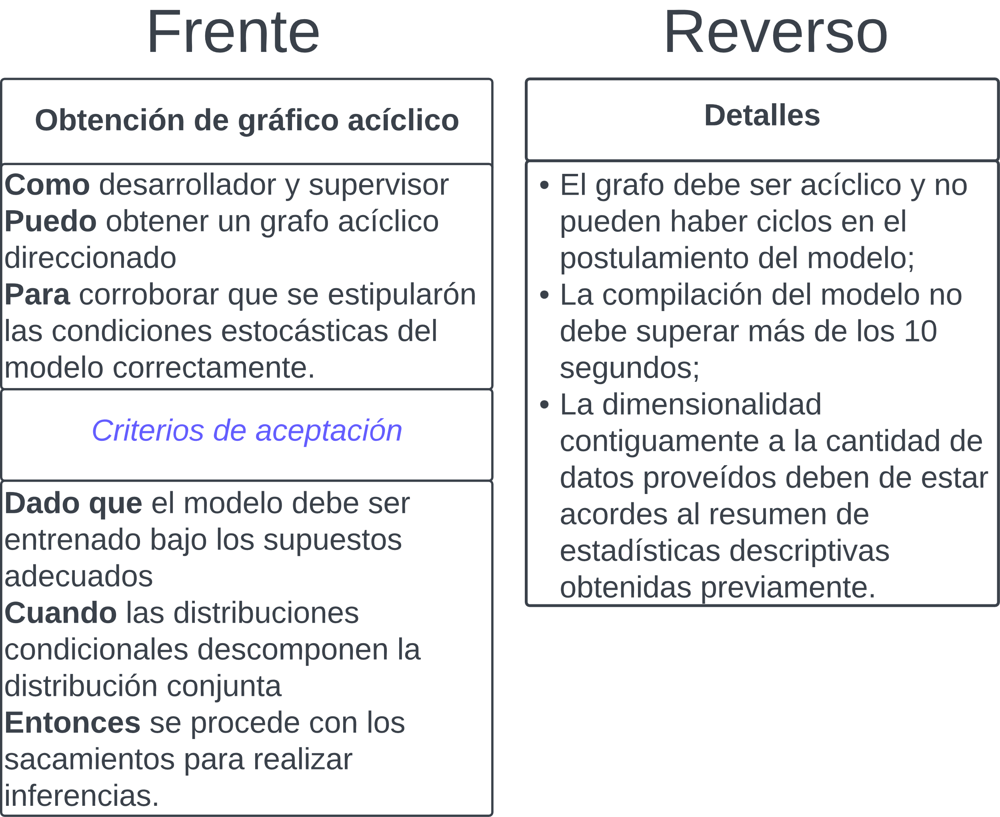 Frente
Obtención de gráfico aćiclico
Como desarrollador y supervisor
Puedo obtener un grafo acíclico
direccionado
Para corroborar que se estipularón
las condiciones estocásticas del
modelo correctamente.
Criterios de aceptación
Dado que el modelo debe ser
entrenado bajo los supuestos
adecuados
Cuando las distribuciones
condicionales descomponen la
distribución conjunta
Entonces se procede con los
sacamientos para realizar
inferencias.
Reverso
Detalles
• El grafo debe ser acíclico y no
pueden haber ciclos en el
postulamiento del modelo;
• La compilación del modelo no
debe superar más de los 10
segundos;
• La dimensionalidad
contiguamente a la cantidad de
datos proveídos deben de estar
acordes al resumen de
estadísticas descriptivas
obtenidas previamente.